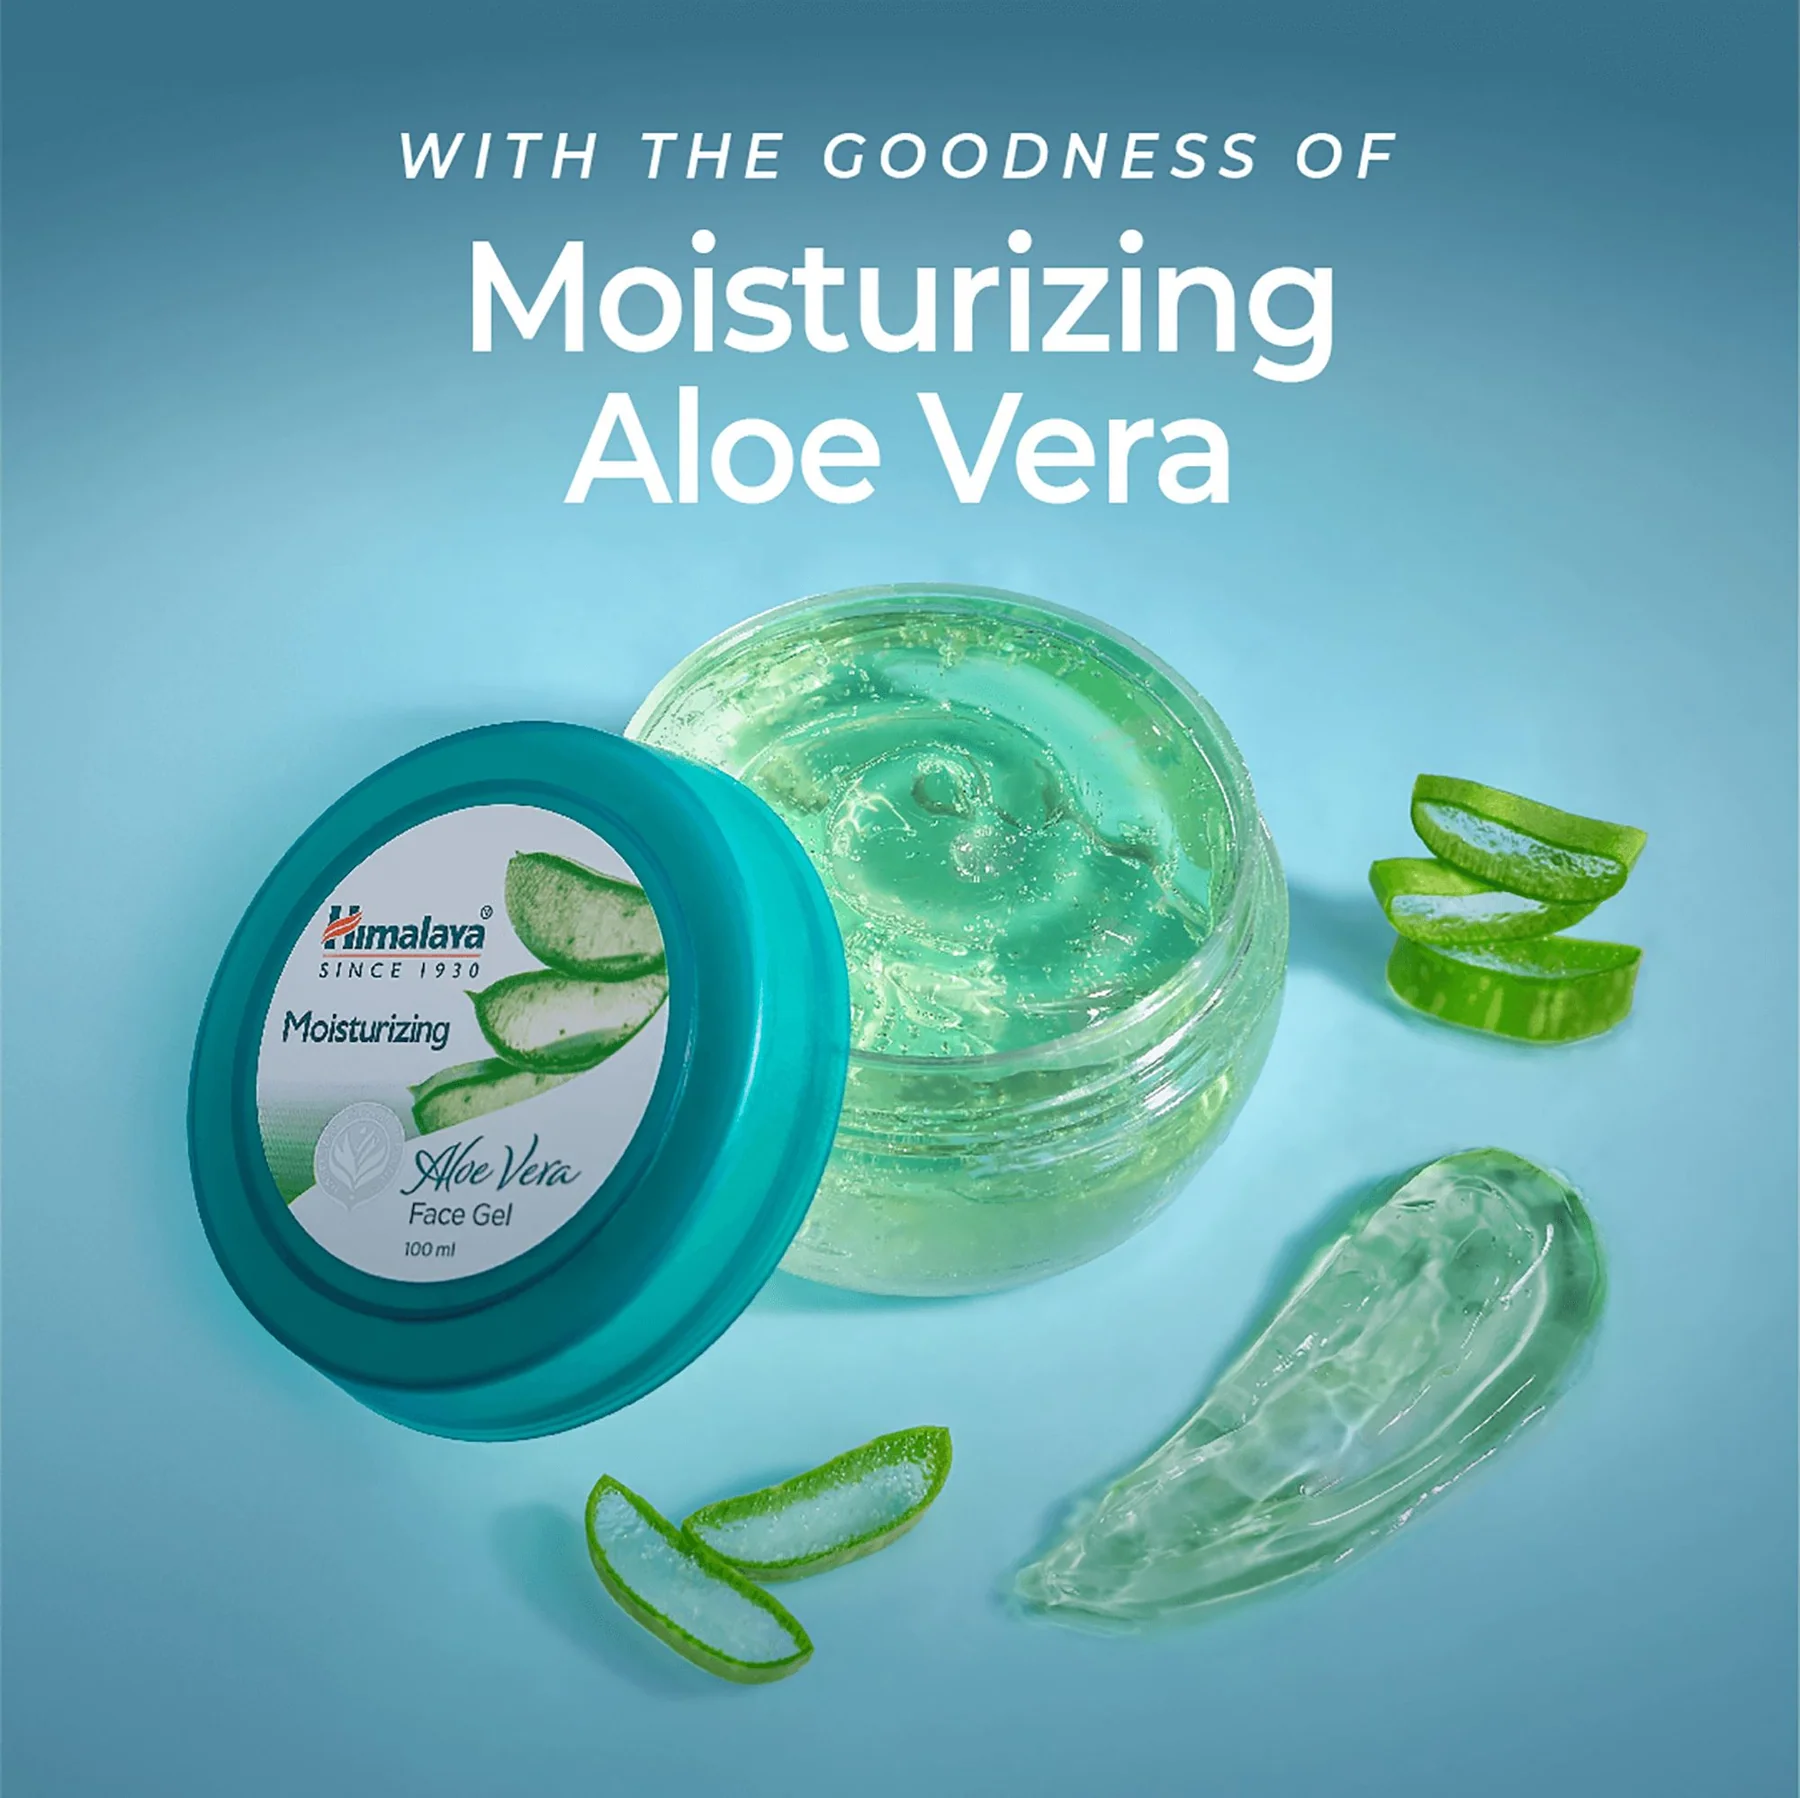 WITH THE GOODNESS OF
Moisturizing
Aloe Vera
Himalaya®
SINCE 1930
Moisturizing
Aloe Vera
Face Gel
100 ml